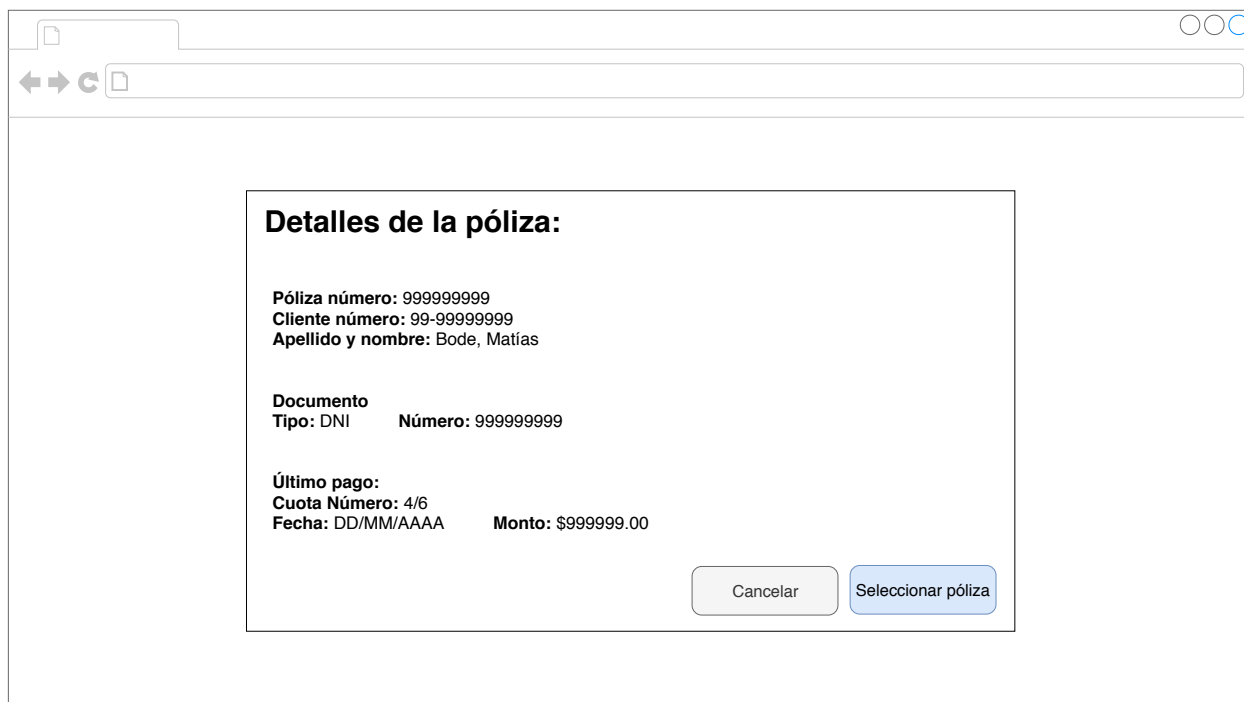 Detalles de la póliza:
Póliza número: 999999999
Cliente número: 99-99999999
Apellido y nombre: Bode, Matías
Documento
Tipo: DNI Número: 999999999
Último pago:
Cuota Número: 4/6
Fecha: DD/MM/AAAA Monto: $999999.00
Cancelar Seleccionar póliza